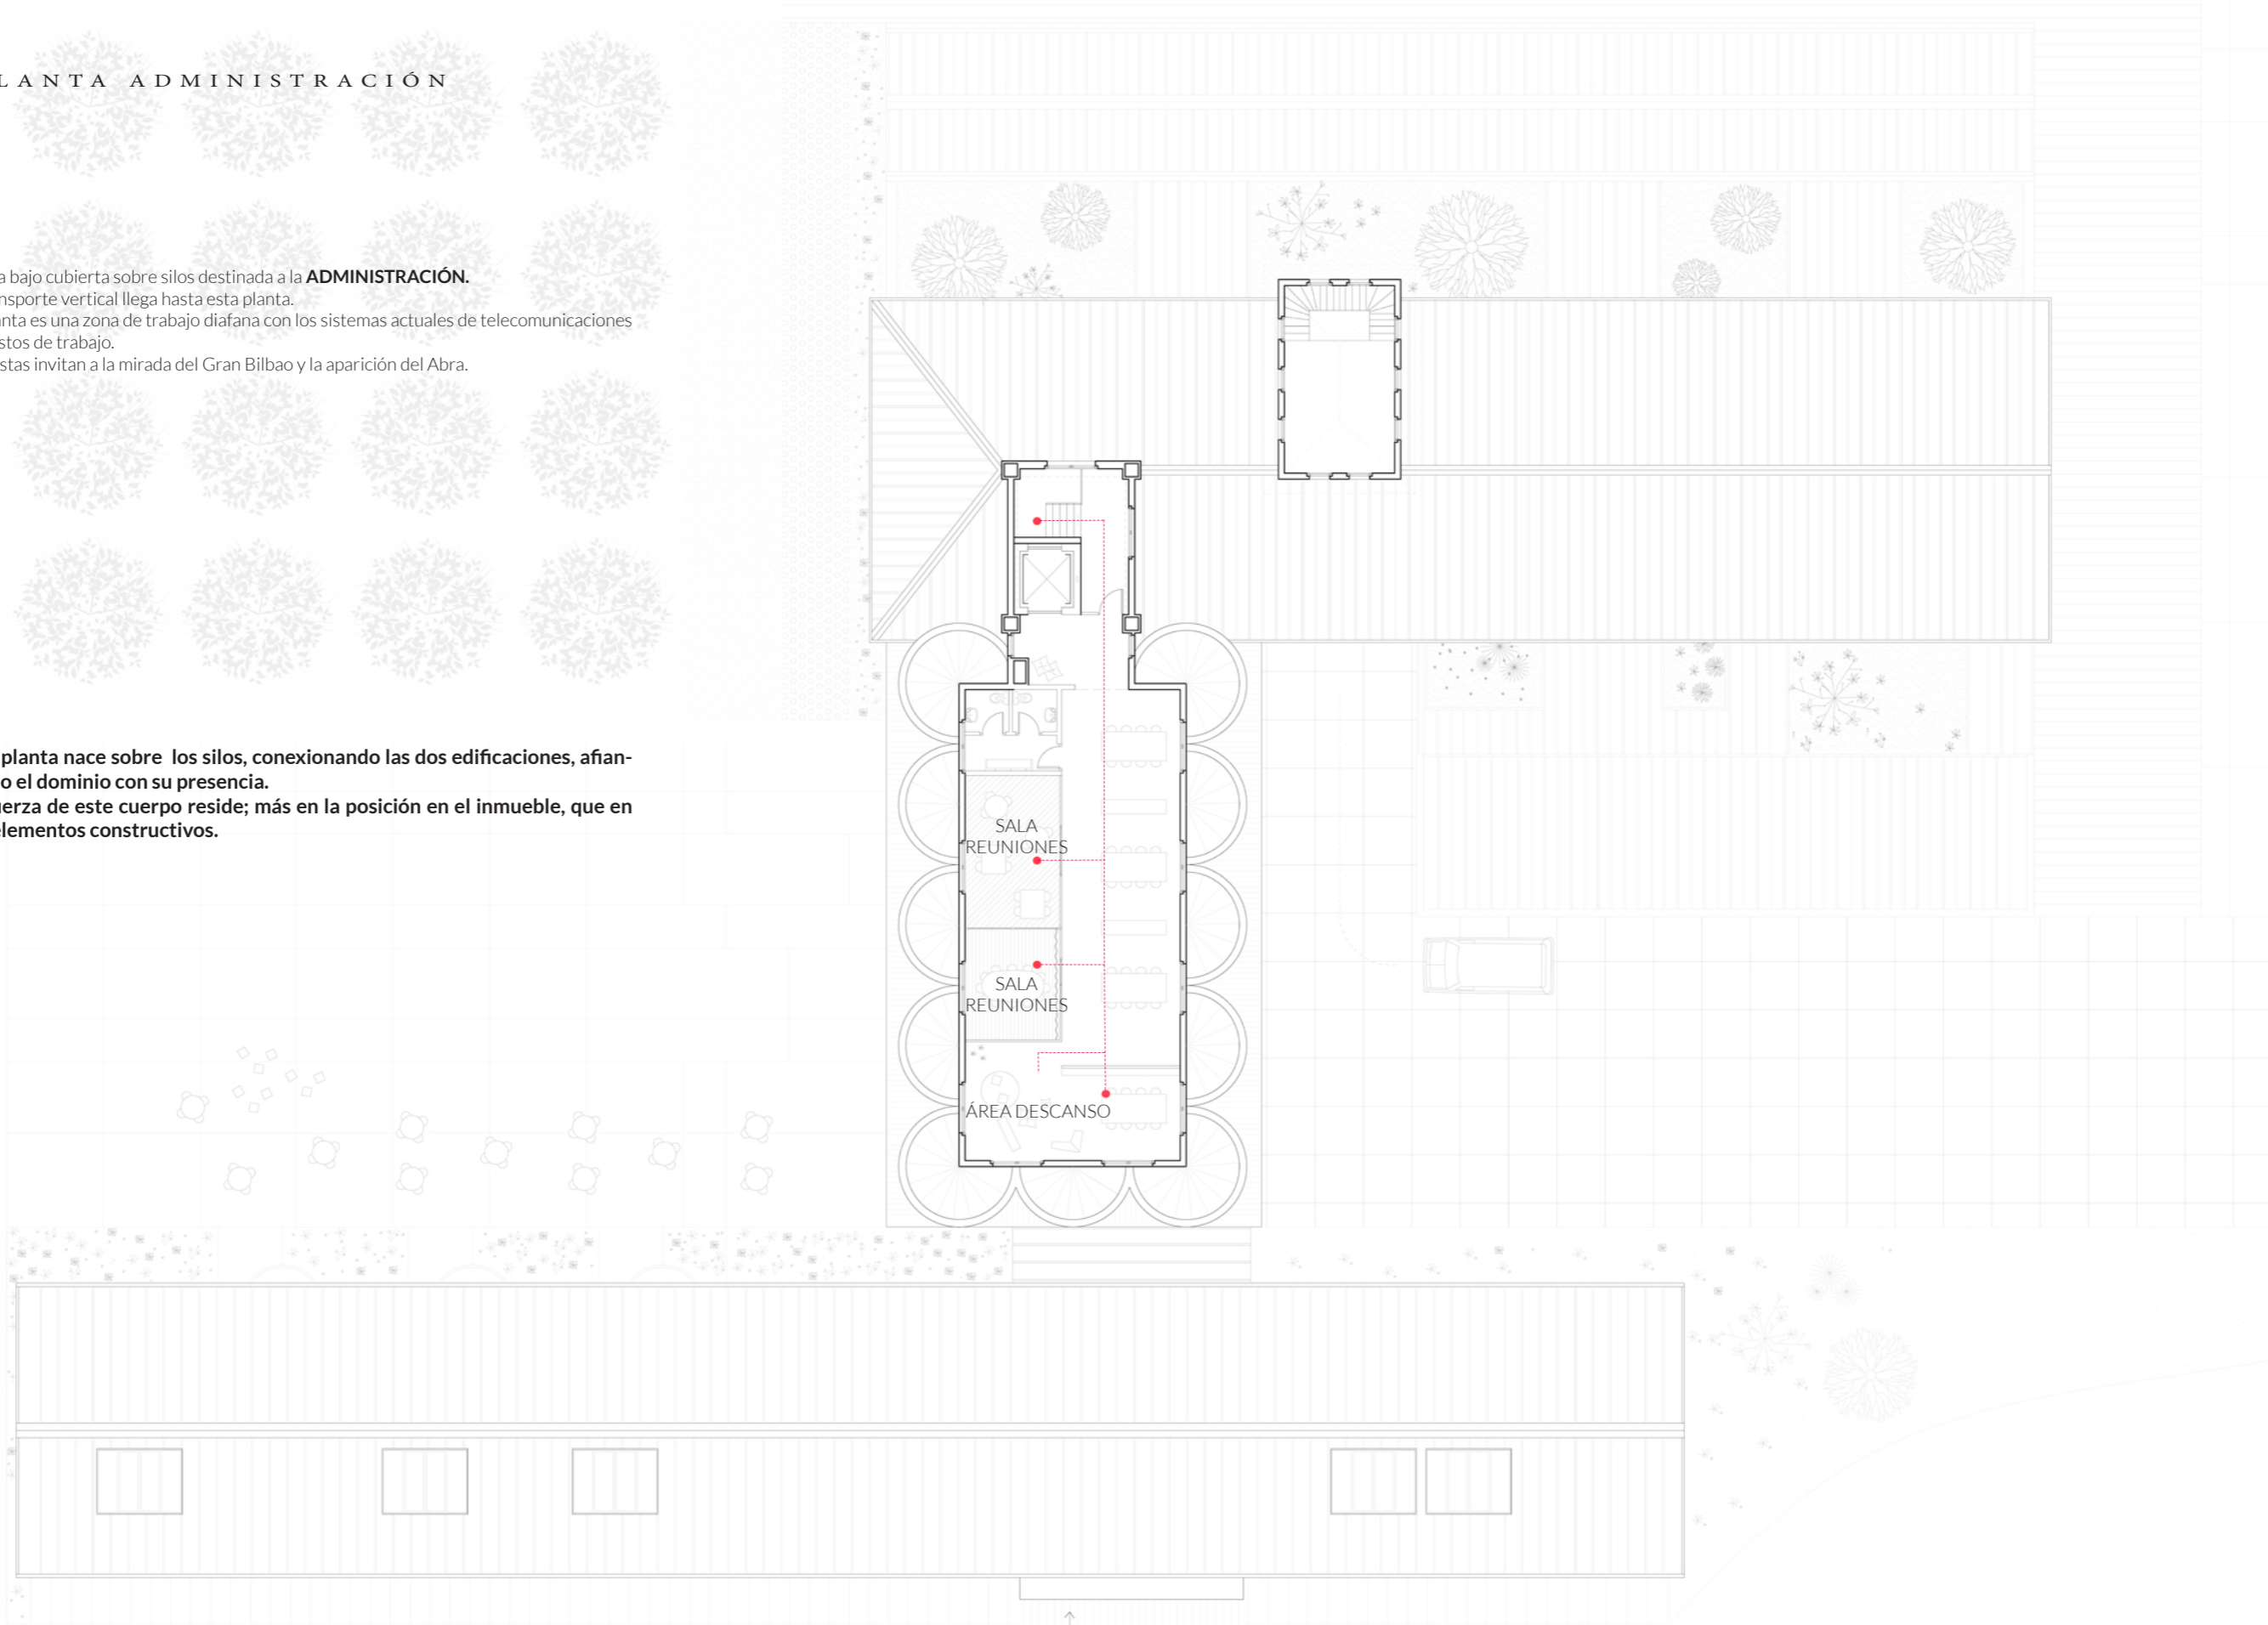 LANTA ADMINISTRACIÓN
a bajo cubierta sobre silos destinada a la ADMINISTRACIÓN.
nsporte vertical llega hasta esta planta.
anta es una zona de trabajo diafana con los sistemas actuales de telecomunicaciones
stos de trabajo.
istas invitan a la mirada del Gran Bilbao y la aparición del Abra.
planta nace sobre los silos, conexionando las dos edificaciones, afian-
o el dominio con su presencia.
uerza de este cuerpo reside; más en la posición en el inmueble, que en
elementos constructivos.
SALA
REUNIONES
SALA
REUNIONES
ÁREA DESCANSO